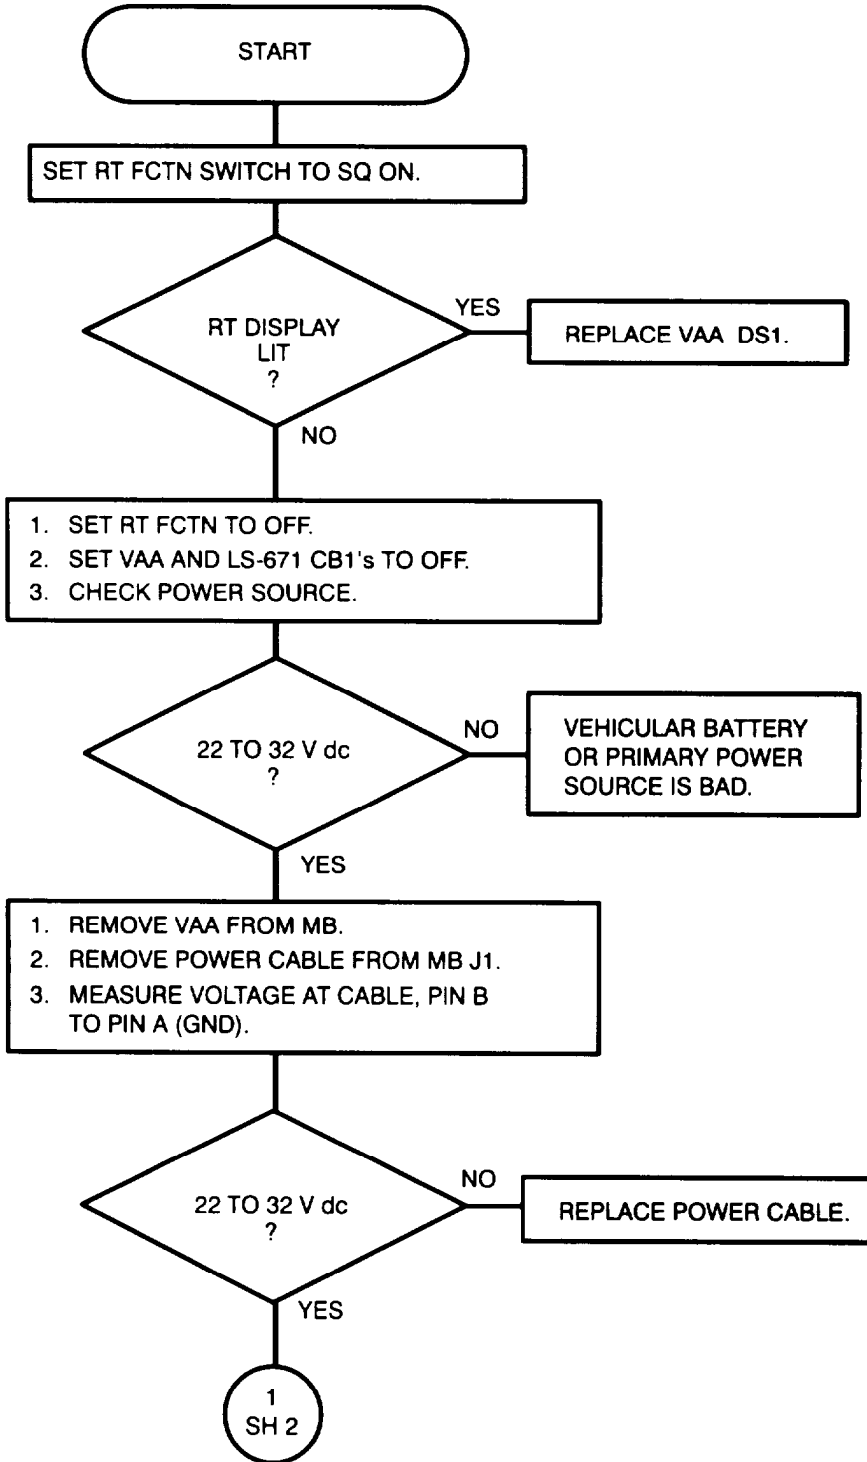 START
SET RT FCTN SWITCH TO SQ ON.
RT DISPLAY
LIT
?
YES
REPLACE VAA DS1.
NO
1. SET RT FCTN TO OFF.
2. SET VAA AND LS-671 CB1's TO OFF.
3. CHECK POWER SOURCE.
22 TO 32 V dc
?
NO
VEHICULAR BATTERY
OR PRIMARY POWER
SOURCE IS BAD.
YES
1. REMOVE VAA FROM MB.
2. REMOVE POWER CABLE FROM MB J1.
3. MEASURE VOLTAGE AT CABLE, PIN B
TO PIN A (GND).
22 TO 32 V dc
?
NO
REPLACE POWER CABLE.
YES
1
SH 2